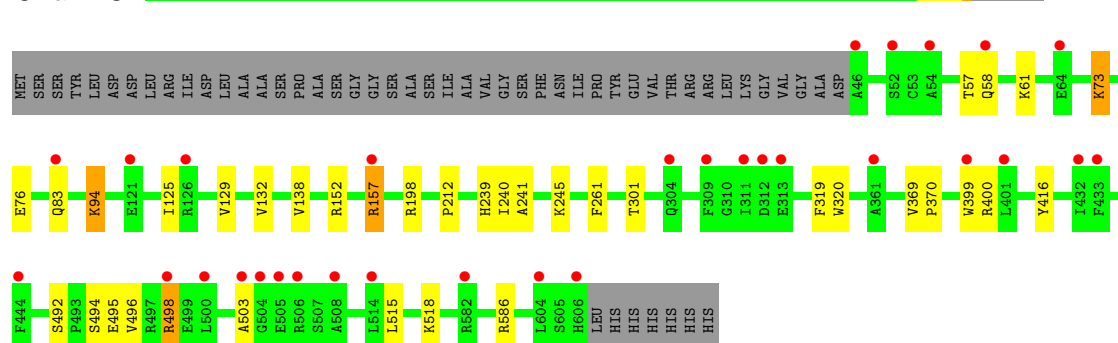 MET SER SER TYR LEU ASP ASP LEU ARG ILE ASP LEU ALA ALA SER PRO ALA SER GLY GLY SER ALA SER ILE ALA VAL GLY SER PHE ASN ILE PRO TYR GLU VAL THR ARG ARG LEU LYS GLY VAL GLY ALA ASP A46 S52 C53 A54 T57 Q58 K61 E64 K73
E76 Q83 K94 E121 I125 R126 V129 V132 V138 R152 R157 R198 P212 H239 I240 A241 K245 F261 T301 Q304 F309 G310 I311 D312 E313 F319 W320 A361 V369 P370 W399 R400 L401 Y416 I432 F433
F444 S492 P493 S494 E495 V496 R497 R498 E499 L500 A503 G504 E505 R506 S507 A508 L514 L515 K518 R582 R586 L604 S605 H606 LEU HIS HIS HIS HIS HIS HIS